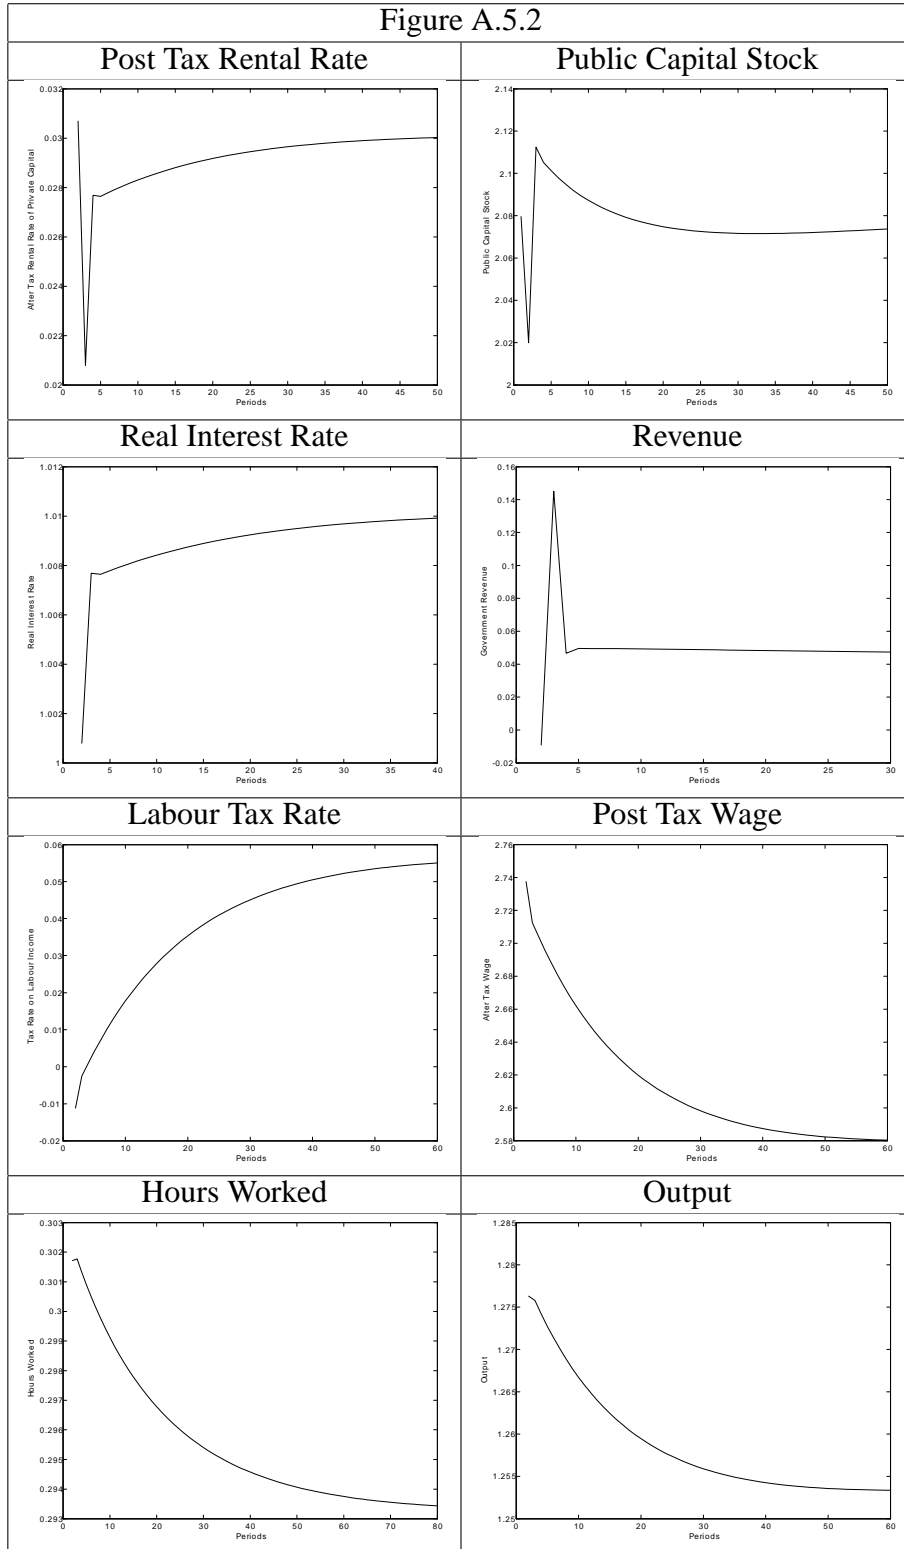 Figure A.5.2
Post Tax Rental Rate
Public Capital Stock
0.032
0.03
0.028
0.026
0.024
0.022
0.02
After Tax Rental Rate of Private Capital
0 5 10 15 20 25 30 35 40 45 50
Periods
2.14
2.12
2.1
2.08
2.06
2.04
2.02
2
Public Capital Stock
0 5 10 15 20 25 30 35 40 45 50
Periods
Real Interest Rate
Revenue
1.012
1.01
1.008
1.006
1.004
1.002
1
Real Interest Rate
0 5 10 15 20 25 30 35 40
Periods
0.16
0.14
0.12
0.1
0.08
0.06
0.04
0.02
0
-0.02
Government Revenue
0 5 10 15 20 25 30
Periods
Labour Tax Rate
Post Tax Wage
0.06
0.05
0.04
0.03
0.02
0.01
0
-0.01
-0.02
Tax Rate on Labour Income
0 10 20 30 40 50 60
Periods
2.76
2.74
2.72
2.7
2.68
2.66
2.64
2.62
2.6
2.58
After Tax Wage
0 10 20 30 40 50 60
Periods
Hours Worked
Output
0.303
0.302
0.301
0.3
0.299
0.298
0.297
0.296
0.295
0.294
0.293
Hours Worked
0 10 20 30 40 50 60 70 80
Periods
1.285
1.28
1.275
1.27
1.265
1.26
1.255
1.25
Output
0 10 20 30 40 50 60
Periods